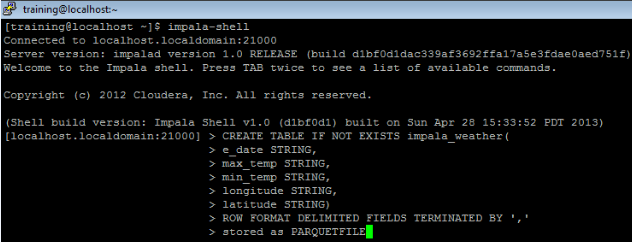 training@localhost:~
[training@localhost ~]$ impala-shell
Connected to localhost.localdomain:21000
Server version: impalad version 1.0 RELEASE (build d1bf0d1dac339af3692ffa17a5e3fdae0aed751f)
Welcome to the Impala shell. Press TAB twice to see a list of available commands.
Copyright (c) 2012 Cloudera, Inc. All rights reserved.
(Shell build version: Impala Shell v1.0 (d1bf0d1) built on Sun Apr 28 15:33:52 PDT 2013)
[localhost.localdomain:21000] > CREATE TABLE IF NOT EXISTS impala_weather(
> e_date STRING,
> max_temp STRING,
> min_temp STRING,
> longitude STRING,
> latitude STRING)
> ROW FORMAT DELIMITED FIELDS TERMINATED BY ','
> stored as PARQUETFILE